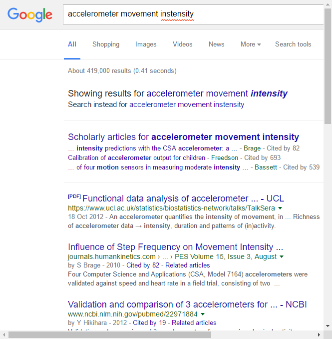 Google
accelerometer movement instensity
All Shopping Images Videos News More Search tools
About 419,000 results (0.41 seconds)
Showing results for accelerometer movement intensity
Search instead for accelerometer movement instensity
Scholarly articles for accelerometer movement intensity
... intensity predictions with the CSA accelerometer: a ... - Brage - Cited by 82
Calibration of accelerometer output for children - Freedson - Cited by 693
... of four motion sensors in measuring moderate intensity ... - Bassett - Cited by 539
[PDF] Functional data analysis of accelerometer ... - UCL
https://www.ucl.ac.uk/statistics/biostatistics-network/talks/TalkSera
18 Oct 2012 - An accelerometer quantifies the intensity of movement, in ... Richness
of accelerometer data → intensity, duration and patterns of (in)activity.
Influence of Step Frequency on Movement Intensity ...
journals.humankinetics.com/ ... › PES Volume 15, Issue 3, August
by S Brage - 2010 - Cited by 82 - Related articles
Four Computer Science and Applications (CSA; Model 7164) accelerometers were
validated against speed and heart rate in a field trial, consisting of two ...
Validation and comparison of 3 accelerometers for ... - NCBI
www.ncbi.nlm.nih.gov/pubmed/22971884
by Y Hikihara - 2012 - Cited by 19 - Related articles